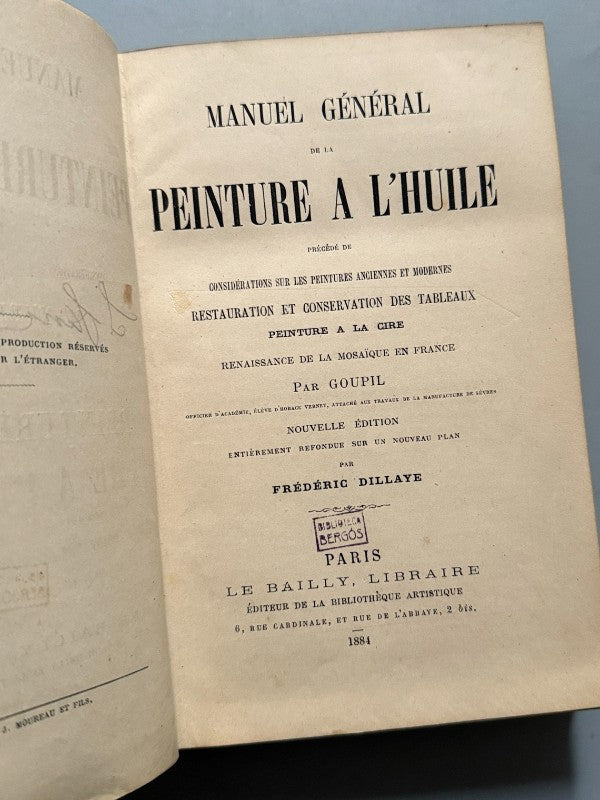 PRODUCTION RÉSERVÉS
R L'ÉTRANGER.
J. MOUREAU ET FILS.
MANUEL GÉNÉRAL
DE LA
PEINTURE A L'HUILE
PRÉCÉDÉ DE
CONSIDÉRATIONS SUR LES PEINTURES ANCIENNES ET MODERNES
RESTAURATION ET CONSERVATION DES TABLEAUX
PEINTURE A LA CIRE
RENAISSANCE DE LA MOSAÏQUE EN FRANCE
PAR GOUPIL
OFFICIER D'ACADÉMIE, ÉLÈVE D'HORACE VERNET, ATTACHÉ AUX TRAVAUX DE LA MANUFACTURE DE SÈVRES
NOUVELLE ÉDITION
ENTIÈREMENT REFONDUE SUR UN NOUVEAU PLAN
PAR
FRÉDÉRIC DILLAYE
BIBLIOTECA
BERGÓS
PARIS
LE BAILLY, LIBRAIRE
ÉDITEUR DE LA BIBLIOTHÈQUE ARTISTIQUE
6, RUE CARDINALE, ET RUE DE L'ABBAYE, 2 bis.
1884